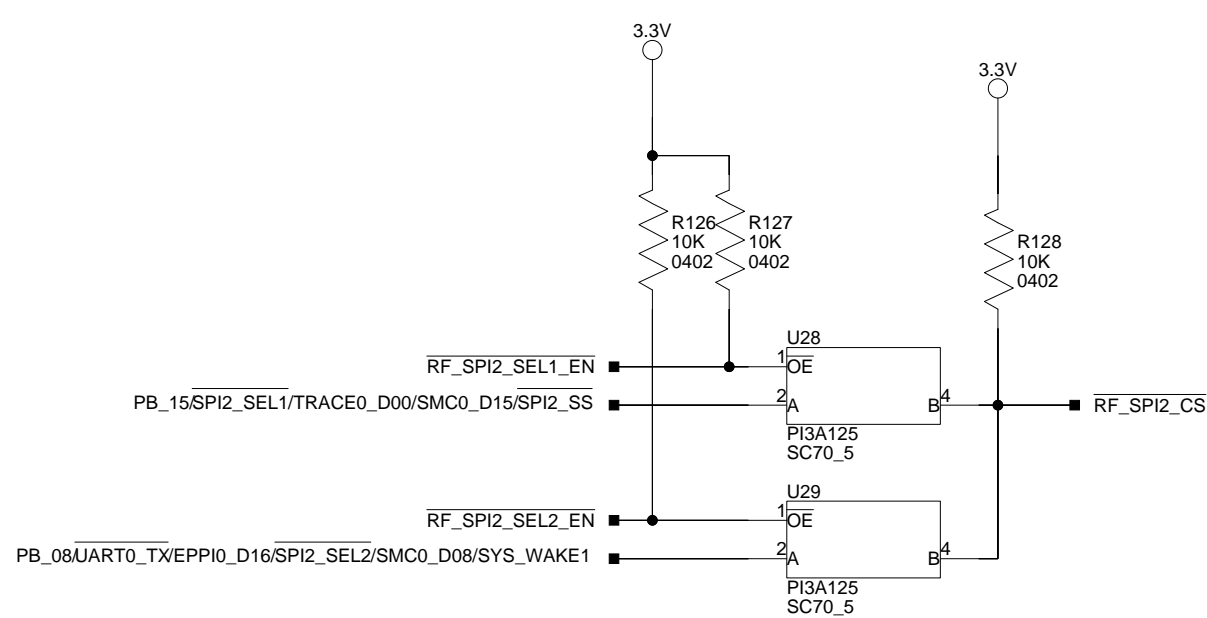 3.3V
3.3V
R126
10K
0402
R127
10K
0402
R128
10K
0402
U28
RF_SPI2_SEL1_EN
1
OE
PB_15/SPI2_SEL1/TRACE0_D00/SMC0_D15/SPI2_SS
2
A
B
4
RF_SPI2_CS
PI3A125
SC70_5
U29
RF_SPI2_SEL2_EN
1
OE
PB_08/UART0_TX/EPPI0_D16/SPI2_SEL2/SMC0_D08/SYS_WAKE1
2
A
B
4
PI3A125
SC70_5